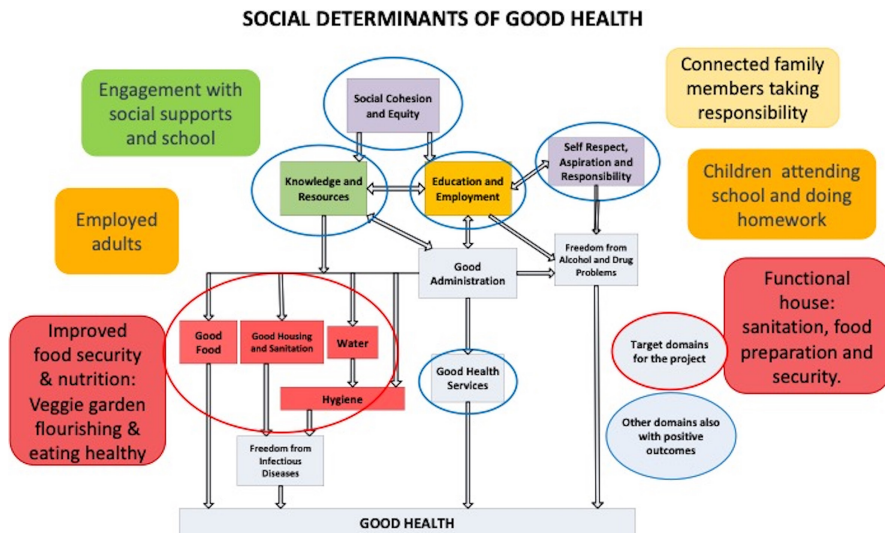 SOCIAL DETERMINANTS OF GOOD HEALTH
Engagement with
social supports
and school
Social Cohesion
and Equity
Connected family
members taking
responsibility
Self Respect,
Aspiration and
Responsibility
Knowledge and
Resources
Education and
Employment
Children attending
school and doing
homework
Employed
adults
Good
Administration
Freedom from
Alcohol and Drug
Problems
Improved
food security
& nutrition:
Veggie garden
flourishing &
eating healthy
Good
Food
Good Housing
and Sanitation
Water
Hygiene
Good Health
Services
Target domains
for the project
Functional
house:
sanitation, food
preparation and
security.
Other domains also
with positive
outcomes
Freedom from
Infectious
Diseases
GOOD HEALTH